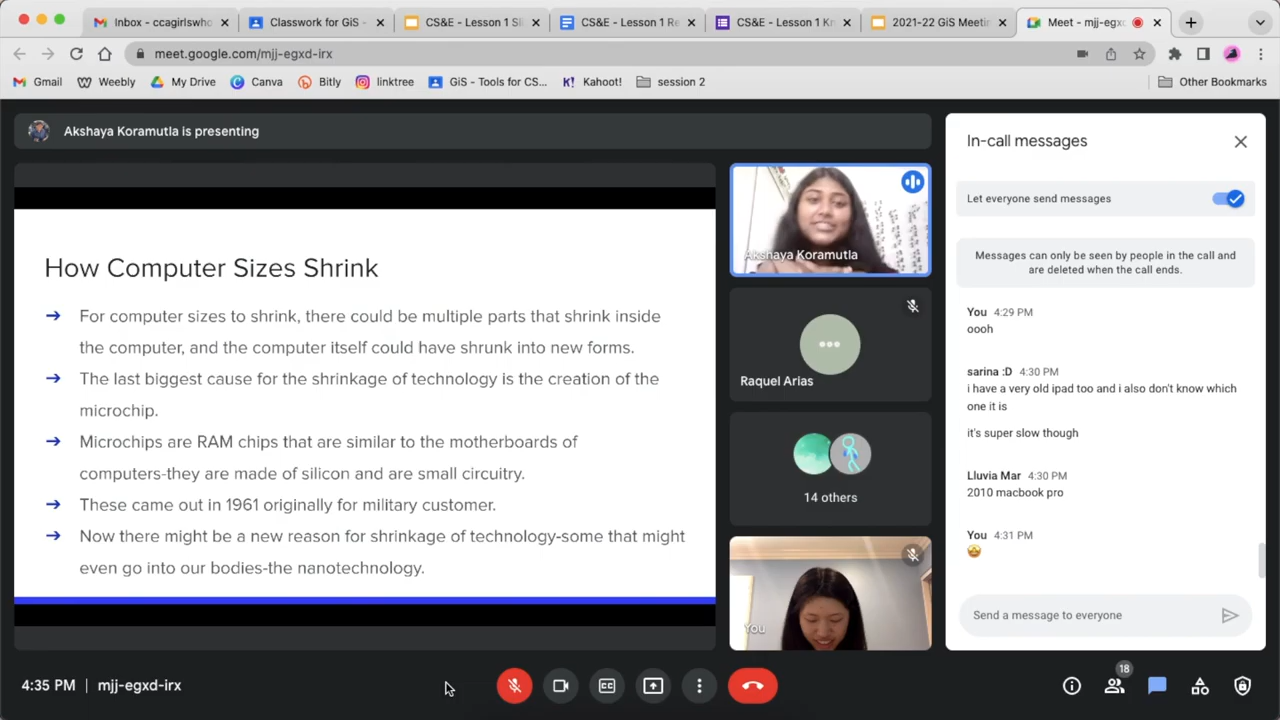 Inbox - ccagirlswho
Classwork for GiS -
CS&E - Lesson 1 Sli
CS&E - Lesson 1 Re
CS&E - Lesson 1 Kn
2021-22 GiS Meetin
Meet - mjj-egxd
meet.google.com/mjj-egxd-irx
Gmail
Weebly
My Drive
Canva
Bitly
linktree
GiS - Tools for CS...
K!
Kahoot!
session 2
Other Bookmarks
Akshaya Koramutla is presenting
How Computer Sizes Shrink
➔ For computer sizes to shrink, there could be multiple parts that shrink inside
the computer, and the computer itself could have shrunk into new forms.
➔ The last biggest cause for the shrinkage of technology is the creation of the
microchip.
➔ Microchips are RAM chips that are similar to the motherboards of
computers-they are made of silicon and are small circuitry.
➔ These came out in 1961 originally for military customer.
➔ Now there might be a new reason for shrinkage of technology-some that might
even go into our bodies-the nanotechnology.
Akshaya Koramutla
Raquel Arias
14 others
You
In-call messages
Let everyone send messages
Messages can only be seen by people in the call and
are deleted when the call ends.
You 4:29 PM
oooh
sarina :D 4:30 PM
i have a very old ipad too and i also don't know which
one it is
it's super slow though
Lluvia Mar 4:30 PM
2010 macbook pro
You 4:31 PM
🤩
Send a message to everyone
4:35 PM | mjj-egxd-irx
CC
18